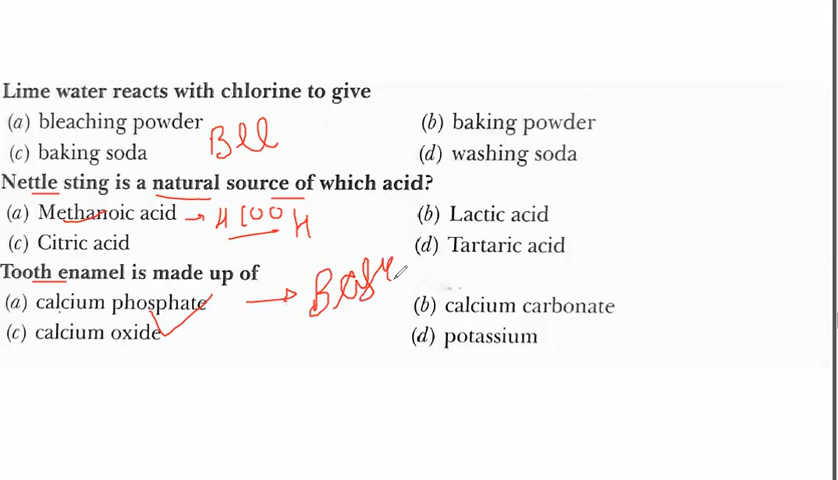 Lime water reacts with chlorine to give
(a) bleaching powder (b) baking powder
(c) baking soda (d) washing soda
Nettle sting is a natural source of which acid?
(a) Methanoic acid → HCOOH (b) Lactic acid
(c) Citric acid (d) Tartaric acid
Tooth enamel is made up of
(a) calcium phosphate → (b) calcium carbonate
(c) calcium oxide (d) potassium